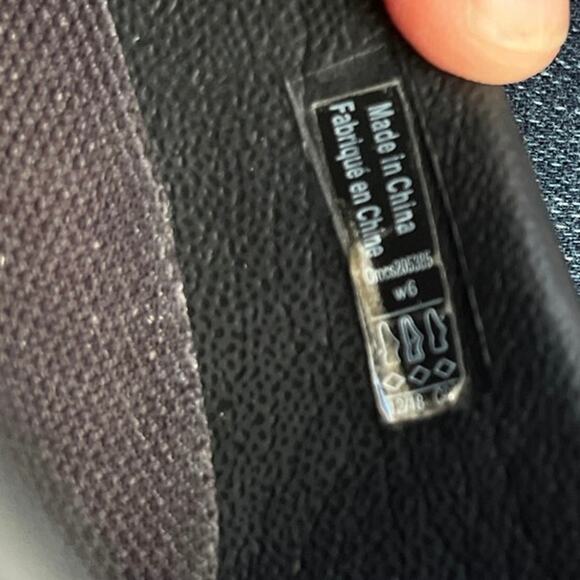 Made in China
Fabriqué en Chine
Crocs205385
w6